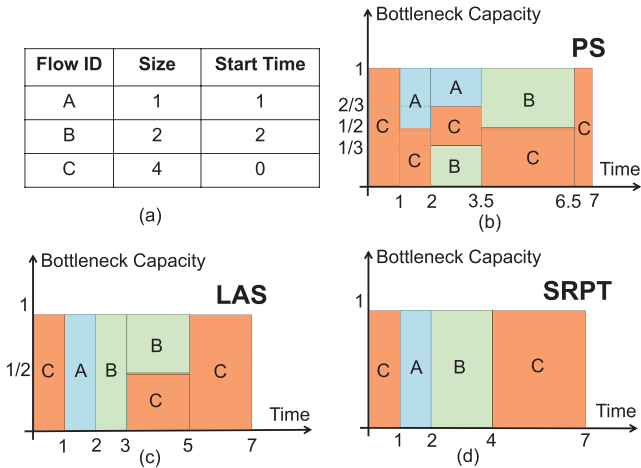 Flow ID Size Start Time
A 1 1
B 2 2
C 4 0
(a)
Bottleneck Capacity
PS
1
2/3
1/2
1/3
C A C A C B B C C
Time
1 2 3.5 6.5 7
(b)
Bottleneck Capacity
LAS
1
1/2
C A B B C C
Time
1 2 3 5 7
(c)
Bottleneck Capacity
SRPT
1
C A B C
Time
1 2 4 7
(d)